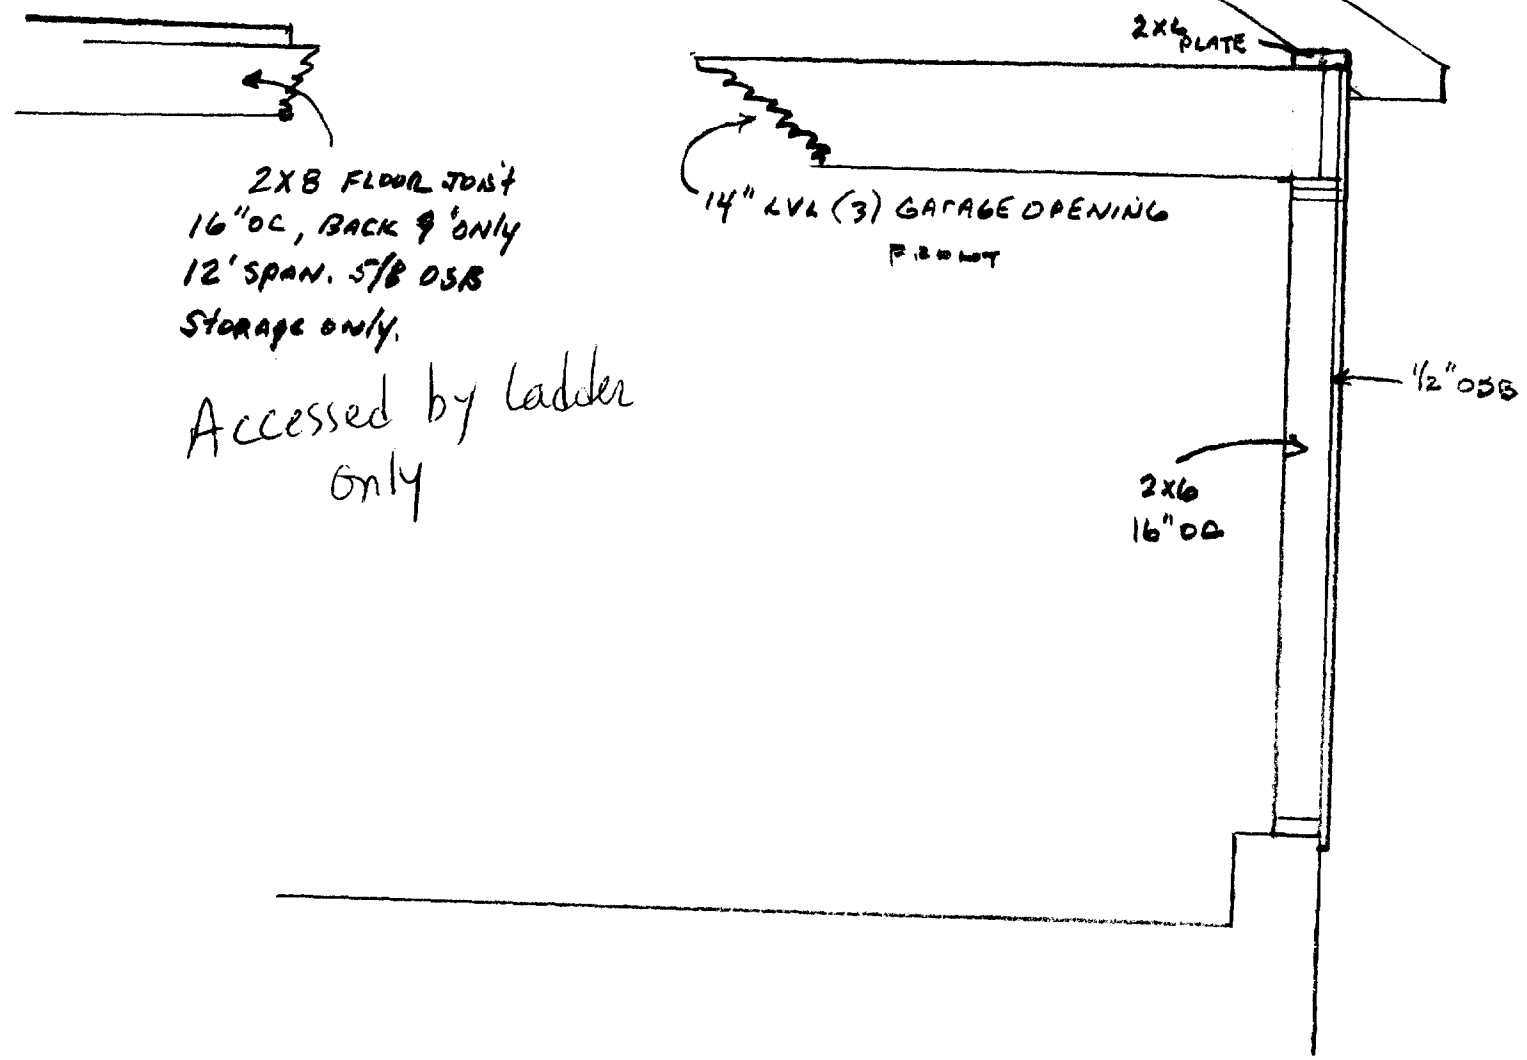 2X6
PLATE
2X8 FLOOR JOIST
16" OC, BACK 9' ONLY
12' SPAN. 5/8 OSB
STORAGE ONLY.
Accessed by Ladder
only
14" LVL (3) GARAGE OPENING
1/2" OSB
2X6
16" OC